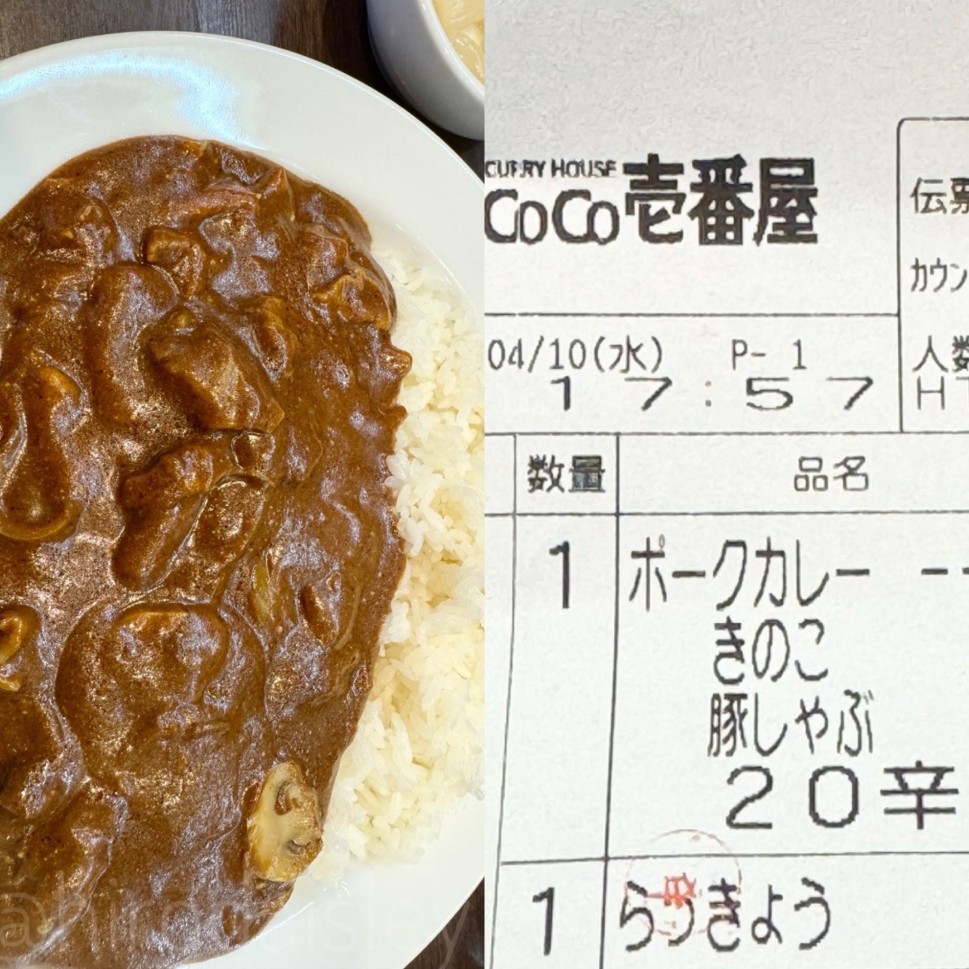 CURRY HOUSE
CoCo壱番屋
伝票
カウン
04/10(水) P- 1
人数
17:57
数量 品名
1 ポークカレー --
きのこ
豚しゃぶ
20辛
1 らっきょう